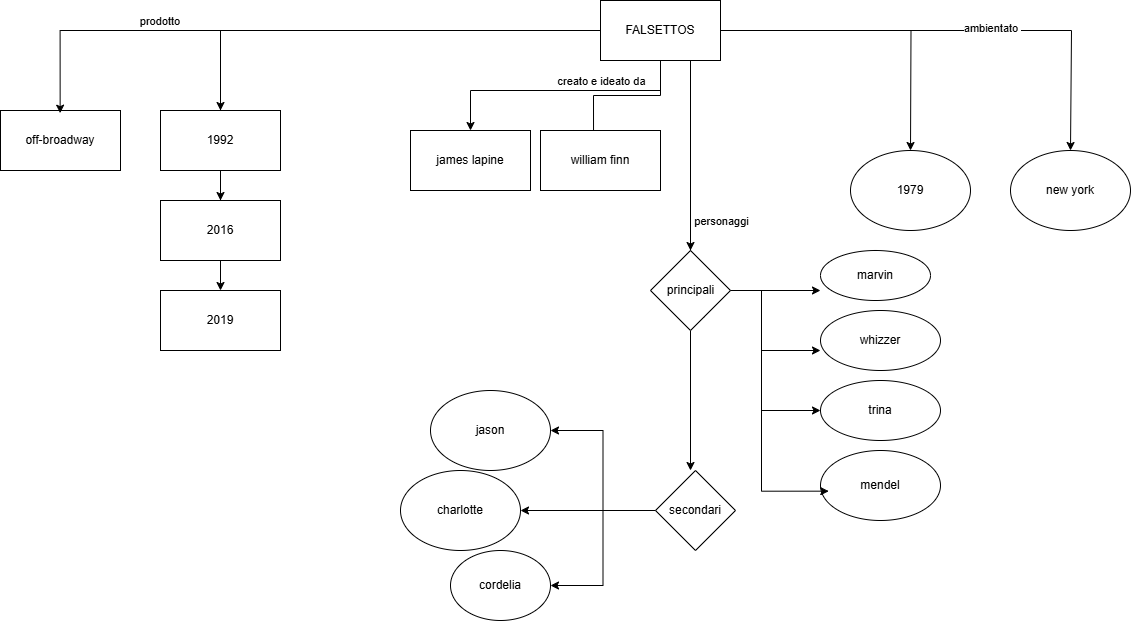 FALSETTOS
prodotto
ambientato
creato e ideato da
off-broadway
1992
james lapine
william finn
1979
new york
2016
personaggi
marvin
principali
2019
whizzer
trina
jason
mendel
charlotte
secondari
cordelia